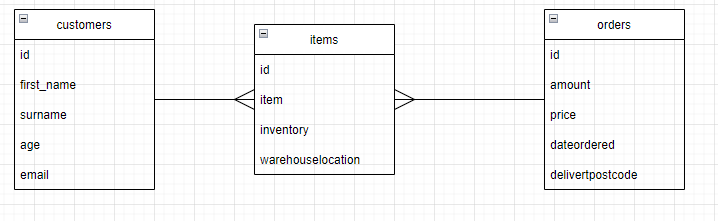 customers
id
first_name
surname
age
email
items
id
item
inventory
warehouselocation
orders
id
amount
price
dateordered
delivertpostcode